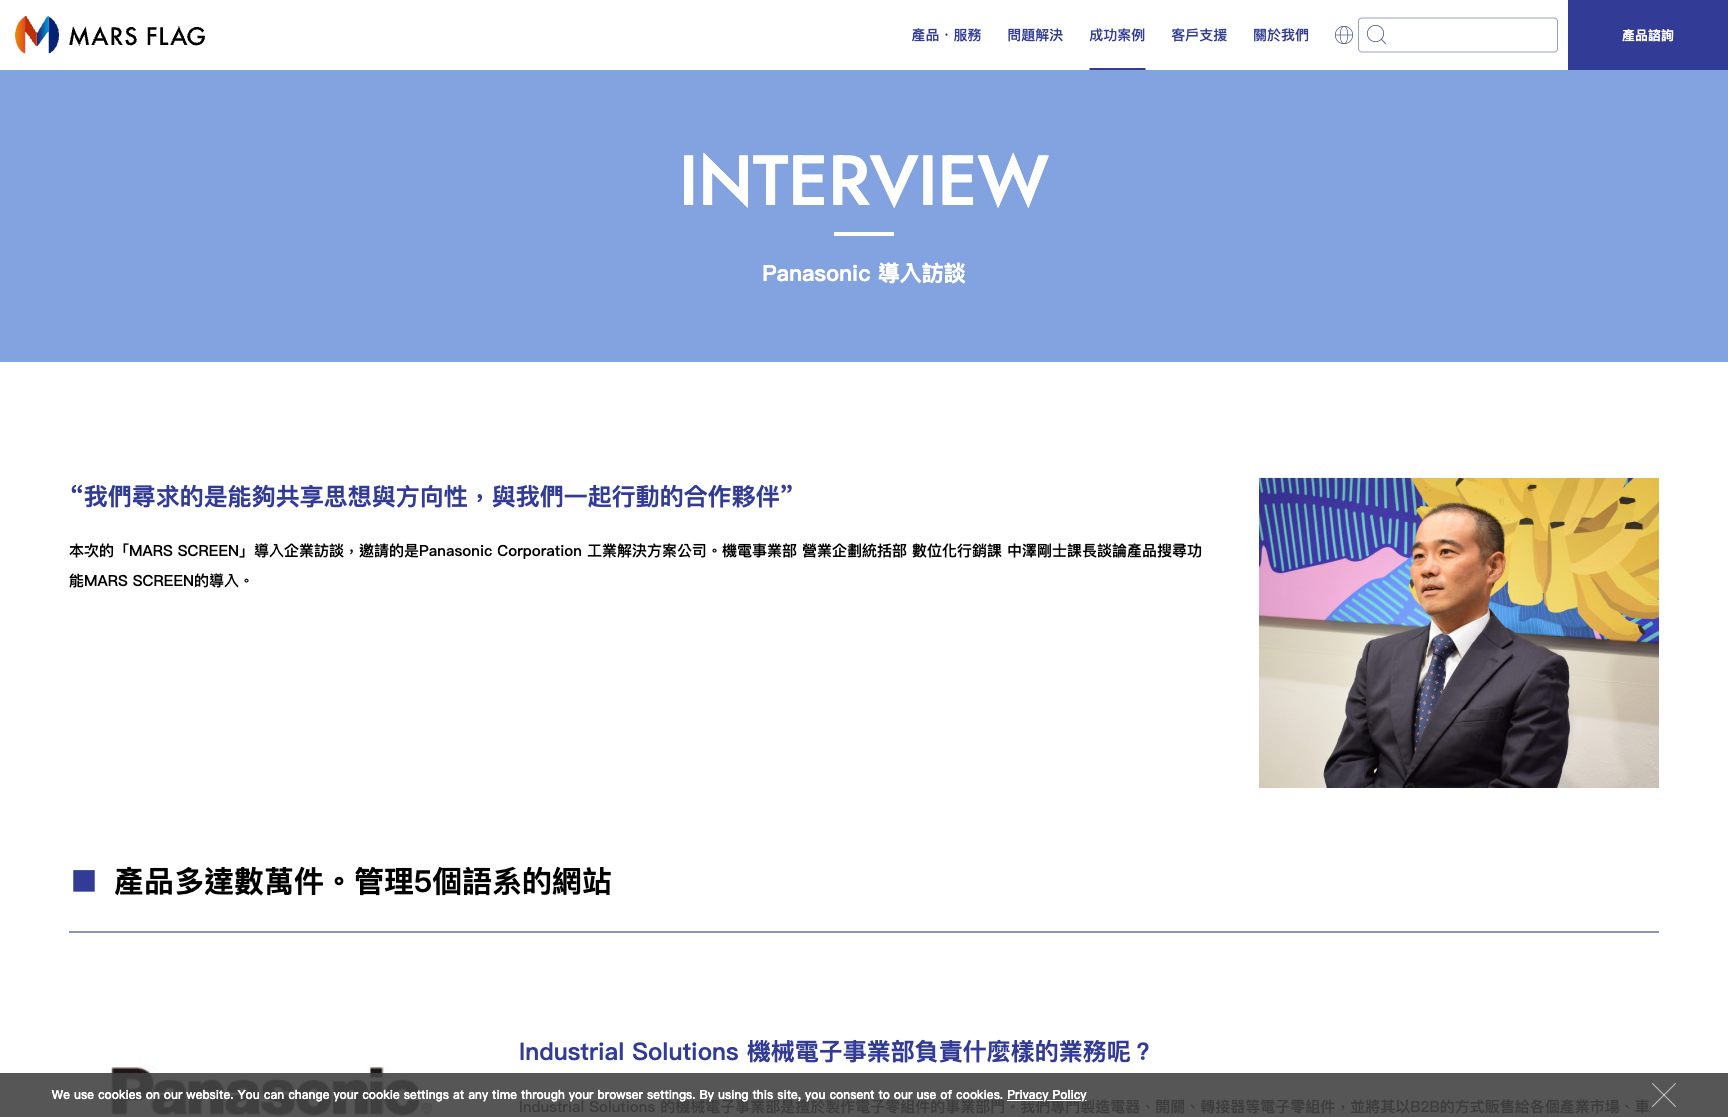 MARS FLAG
產品・服務
問題解決
成功案例
客戶支援
關於我們
產品諮詢
INTERVIEW
Panasonic 導入訪談
“我們尋求的是能夠共享思想與方向性，與我們一起行動的合作夥伴”
本次的「MARS SCREEN」導入企業訪談，邀請的是Panasonic Corporation 工業解決方案公司。機電事業部 營業企劃統括部 數位化行銷課 中澤剛士課長談論產品搜尋功
能MARS SCREEN的導入。
■ 產品多達數萬件。管理5個語系的網站
Industrial Solutions 機械電子事業部負責什麼樣的業務呢？
Panasonic
We use cookies on our website. You can change your cookie settings at any time through your browser settings. By using this site, you consent to our use of cookies. Privacy Policy
Industrial Solutions 的機械電子事業部是擅於製作電子零組件的事業部門。我們專門製造電器、開關、轉接器等電子零組件，並將其以B2B的方式販售給各個產業市場、車